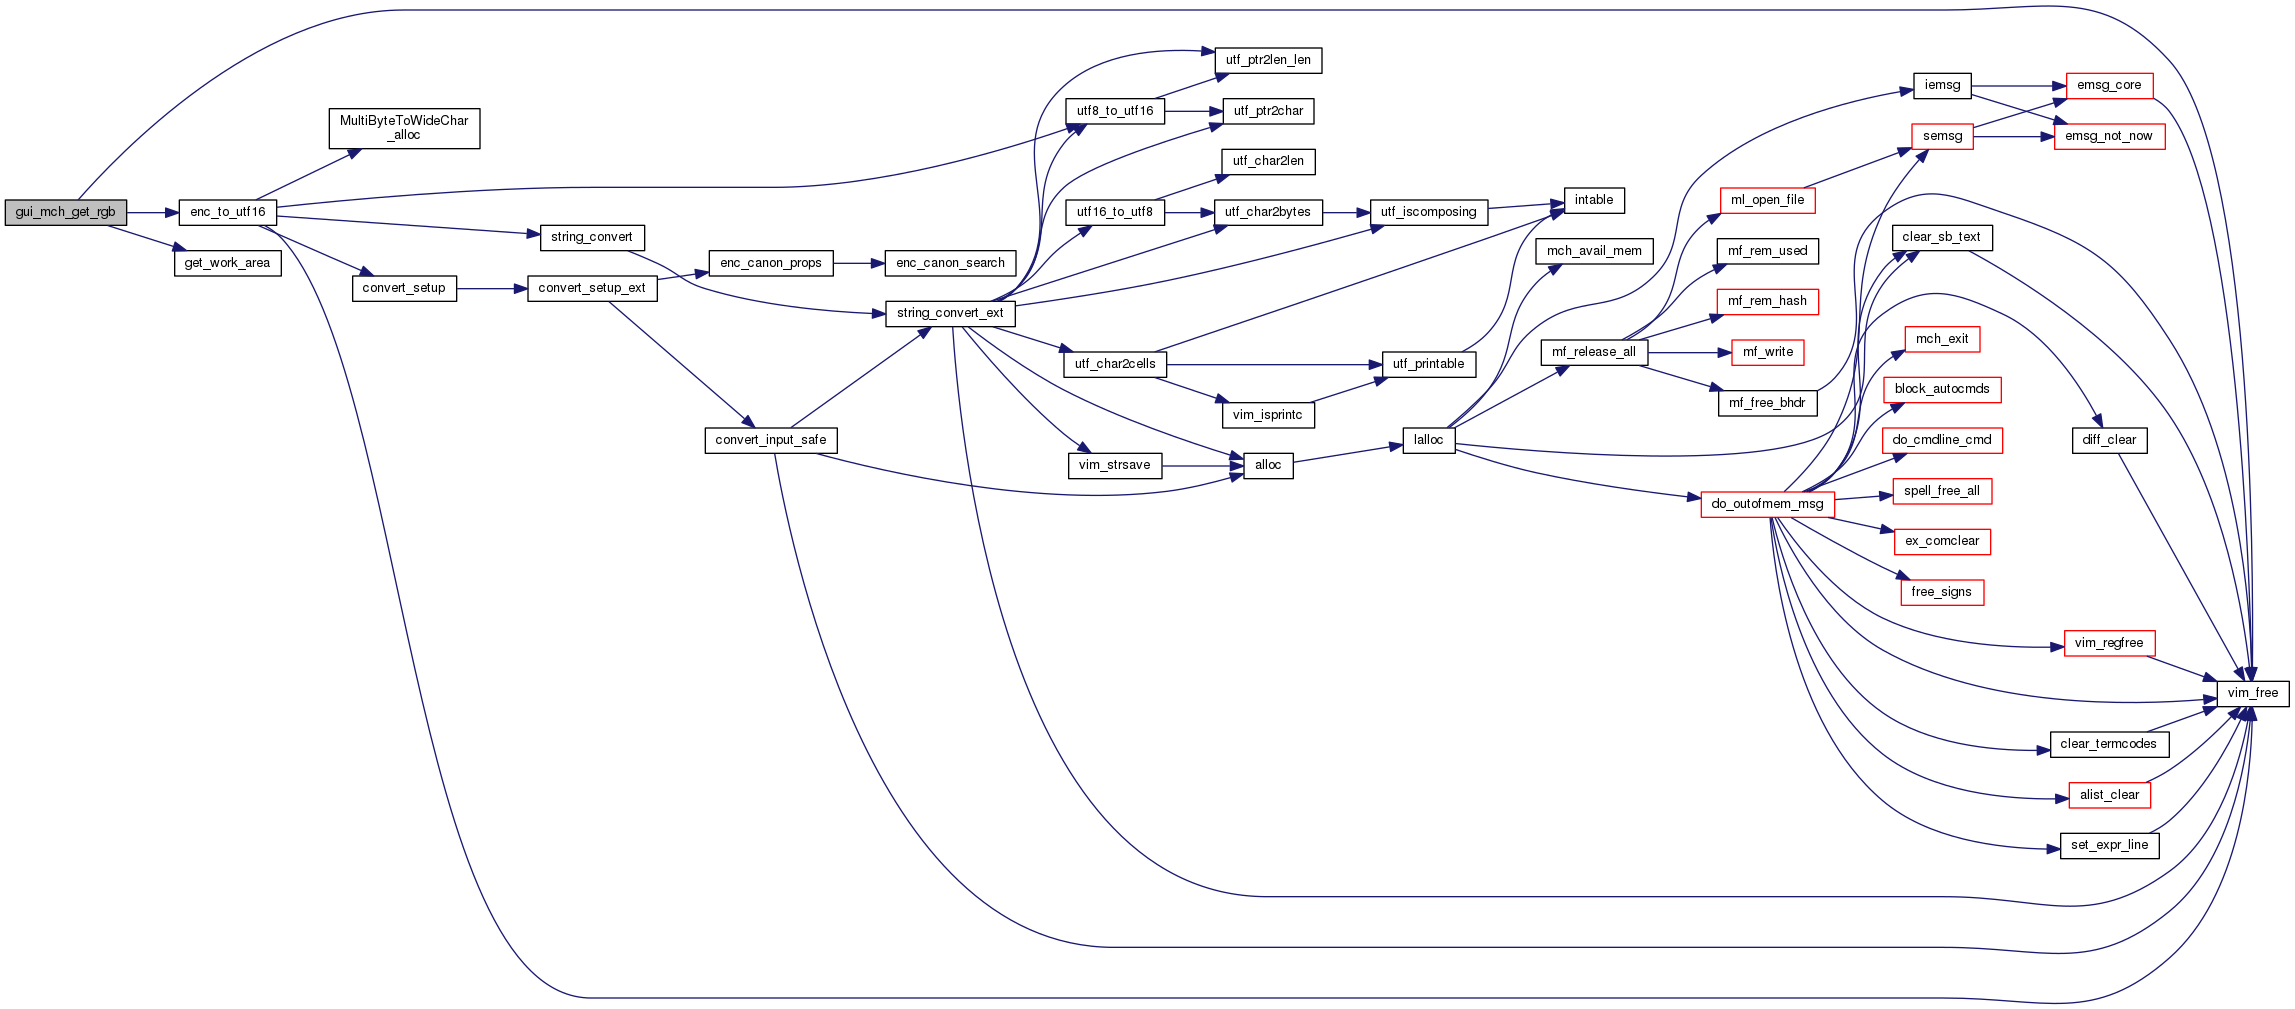 gui_mch_get_rgb
enc_to_utf16
get_work_area
MultiByteToWideChar
_alloc
convert_setup
string_convert
convert_setup_ext
enc_canon_props
convert_input_safe
enc_canon_search
string_convert_ext
utf8_to_utf16
utf16_to_utf8
utf_char2cells
vim_strsave
utf_ptr2len_len
utf_ptr2char
utf_char2len
utf_char2bytes
vim_isprintc
alloc
utf_iscomposing
utf_printable
lalloc
intable
mch_avail_mem
mf_release_all
ml_open_file
mf_rem_used
mf_rem_hash
mf_write
mf_free_bhdr
do_outofmem_msg
iemsg
semsg
clear_sb_text
mch_exit
block_autocmds
do_cmdline_cmd
spell_free_all
ex_comclear
free_signs
emsg_core
emsg_not_now
diff_clear
vim_regfree
clear_termcodes
alist_clear
set_expr_line
vim_free